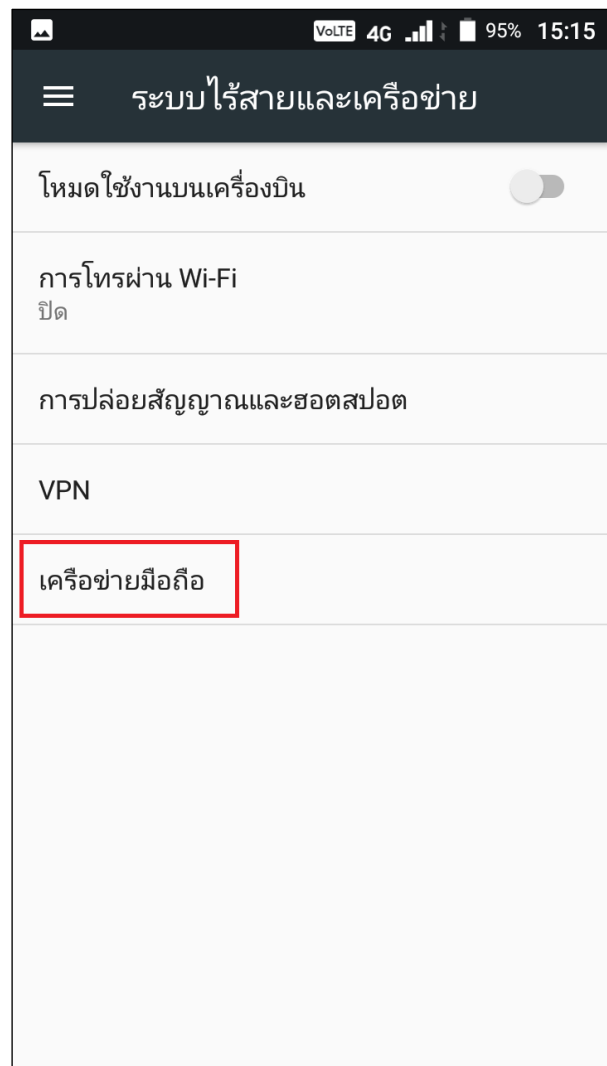 VoLTE 4G 95% 15:15
ระบบไร้สายและเครือข่าย
โหมดใช้งานบนเครื่องบิน
การโทรผ่าน Wi-Fi
ปิด
การปล่อยสัญญาณและฮอตสปอต
VPN
เครือข่ายมือถือ